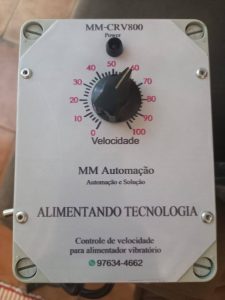 MM-CRV800
Power
0
10
20
30
40
50
60
70
80
90
100
Velocidade
MM Automação
Automação e Solução
ALIMENTANDO TECNOLOGIA
Controle de velocidade
para alimentador vibratório
97634-4662